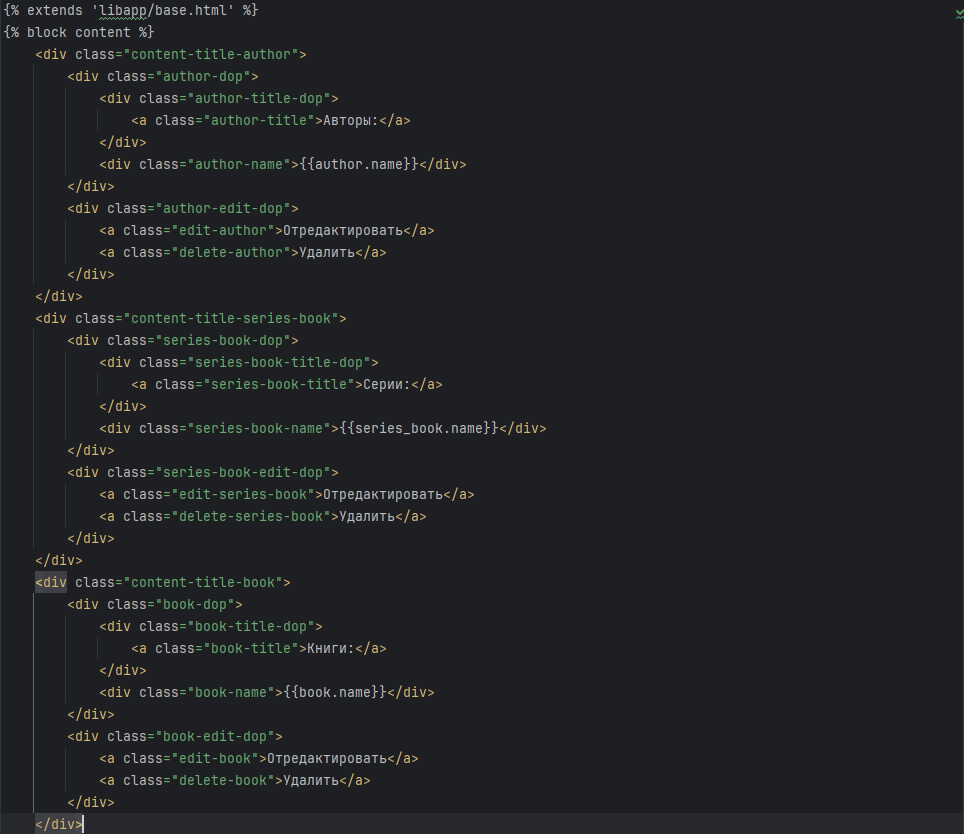 {% extends 'libapp/base.html' %}
{% block content %}
    <div class="content-title-author">
        <div class="author-dop">
            <div class="author-title-dop">
                <a class="author-title">Авторы:</a>
            </div>
            <div class="author-name">{{author.name}}</div>
        </div>
        <div class="author-edit-dop">
            <a class="edit-author">Отредактировать</a>
            <a class="delete-author">Удалить</a>
        </div>
    </div>
    <div class="content-title-series-book">
        <div class="series-book-dop">
            <div class="series-book-title-dop">
                <a class="series-book-title">Серии:</a>
            </div>
            <div class="series-book-name">{{series_book.name}}</div>
        </div>
        <div class="series-book-edit-dop">
            <a class="edit-series-book">Отредактировать</a>
            <a class="delete-series-book">Удалить</a>
        </div>
    </div>
    <div class="content-title-book">
        <div class="book-dop">
            <div class="book-title-dop">
                <a class="book-title">Книги:</a>
            </div>
            <div class="book-name">{{book.name}}</div>
        </div>
        <div class="book-edit-dop">
            <a class="edit-book">Отредактировать</a>
            <a class="delete-book">Удалить</a>
        </div>
    </div>